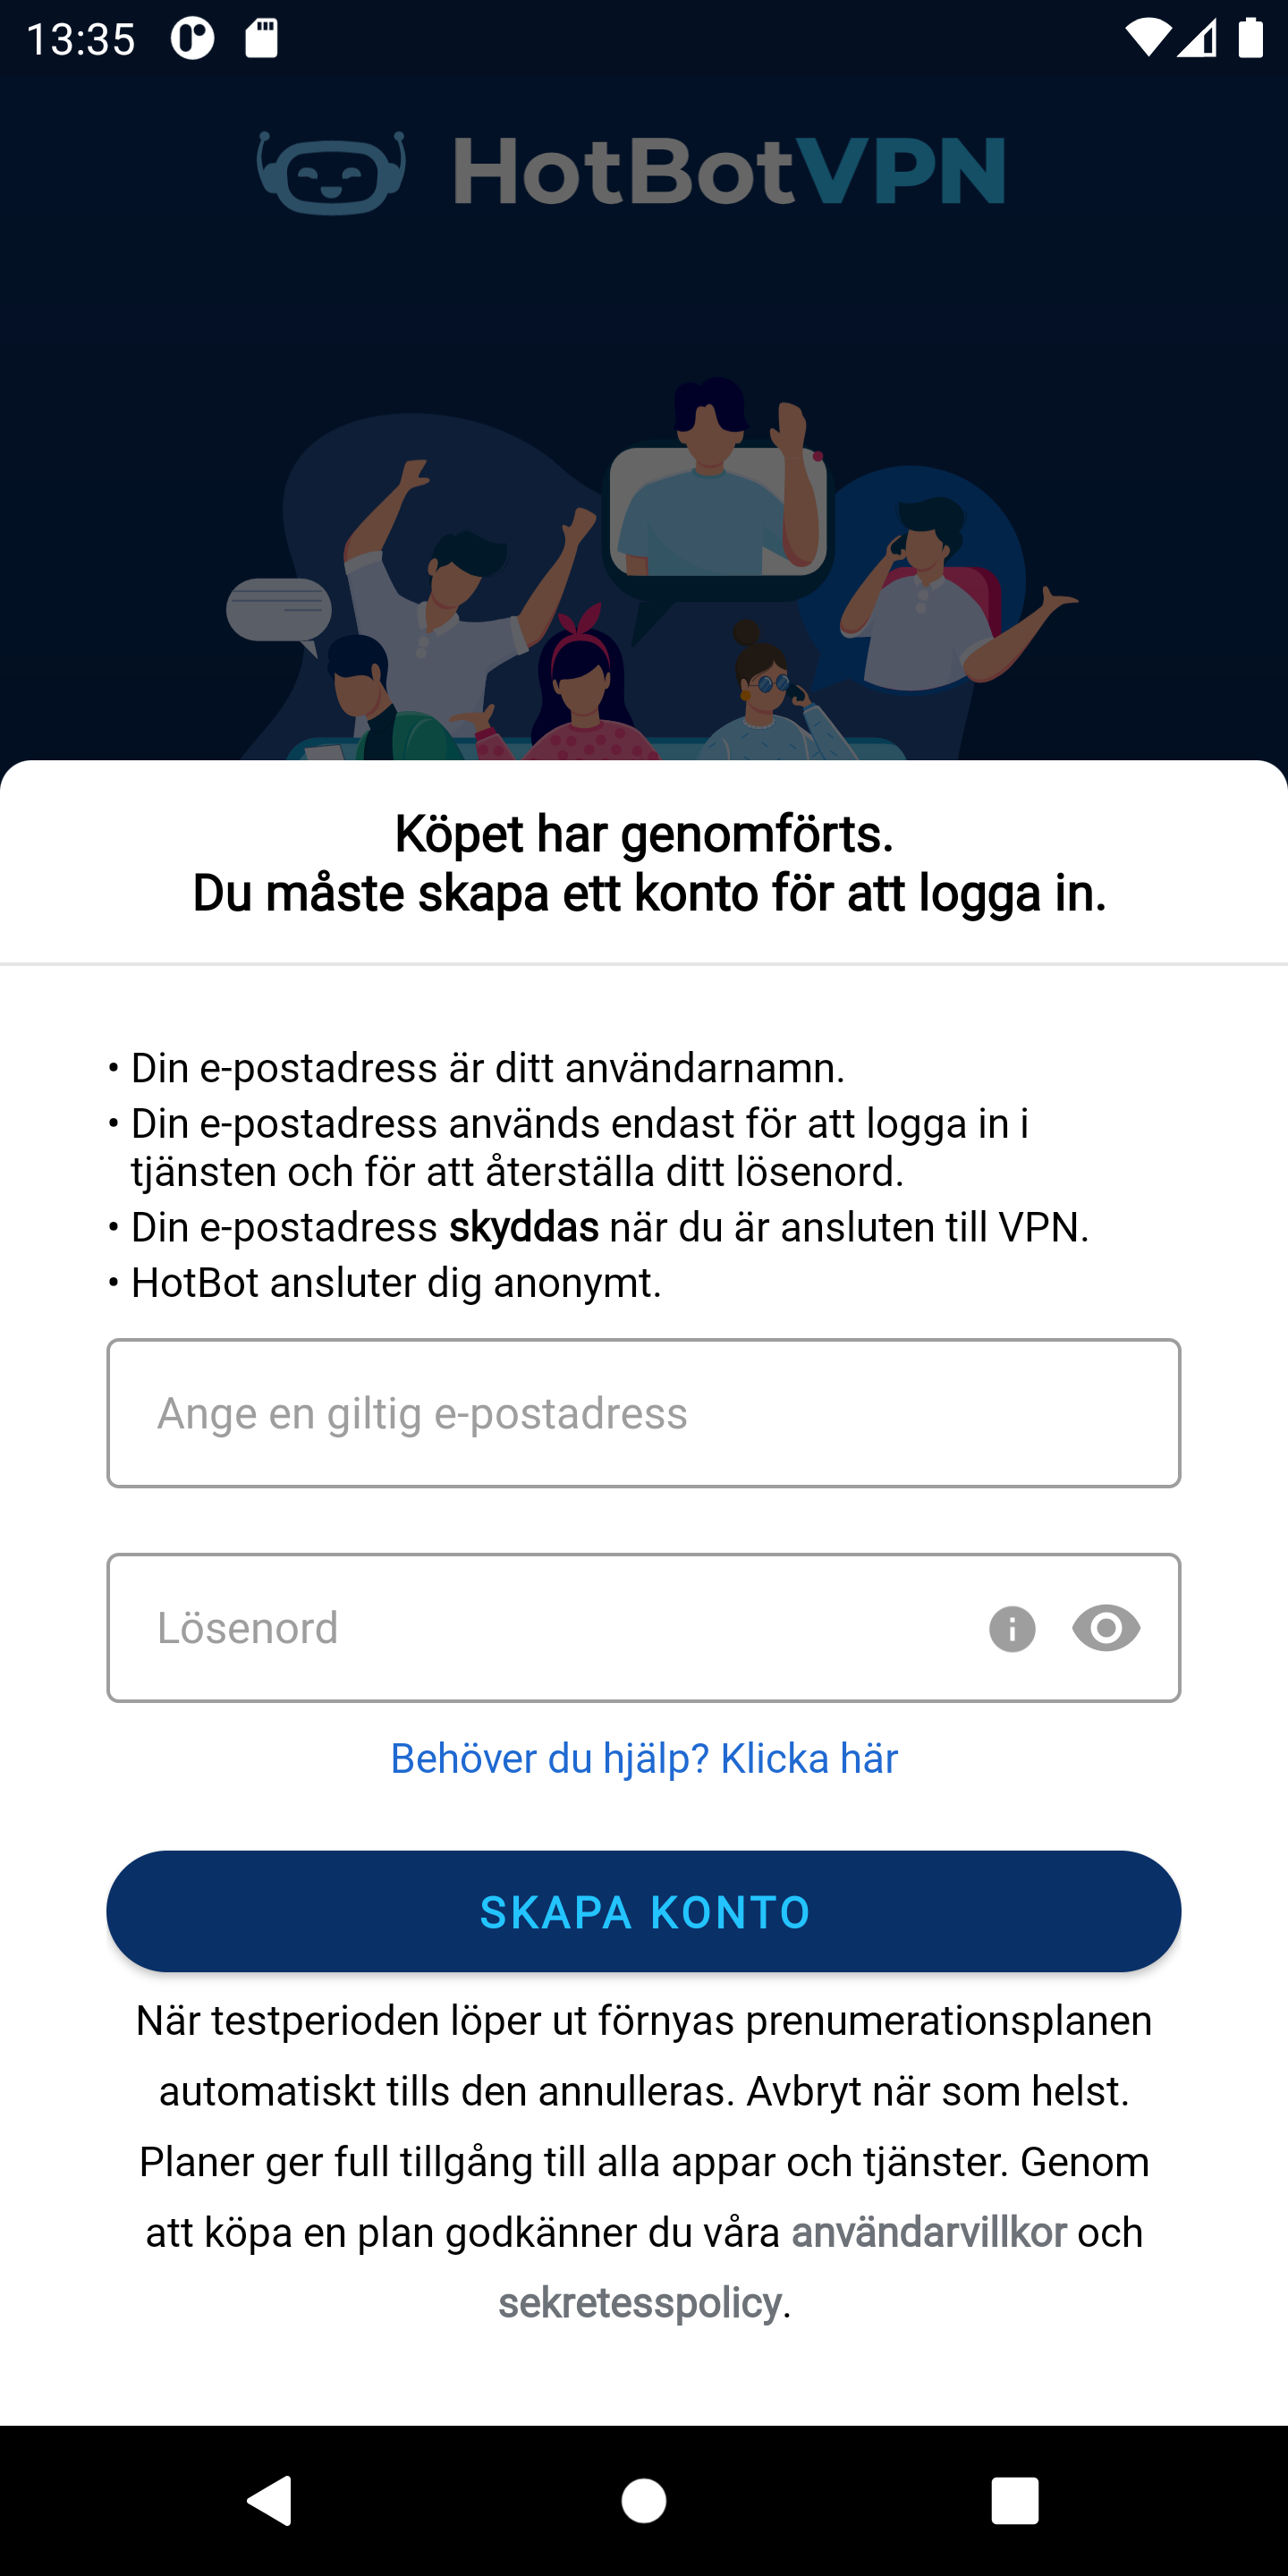 13:35
HotBotVPN
Köpet har genomförts.
Du måste skapa ett konto för att logga in.
• Din e-postadress är ditt användarnamn.
• Din e-postadress används endast för att logga in i
tjänsten och för att återställa ditt lösenord.
• Din e-postadress skyddas när du är ansluten till VPN.
• HotBot ansluter dig anonymt.
Ange en giltig e-postadress
Lösenord
Behöver du hjälp? Klicka här
SKAPA KONTO
När testperioden löper ut förnyas prenumerationsplanen
automatiskt tills den annulleras. Avbryt när som helst.
Planer ger full tillgång till alla appar och tjänster. Genom
att köpa en plan godkänner du våra användarvillkor och
sekretesspolicy.